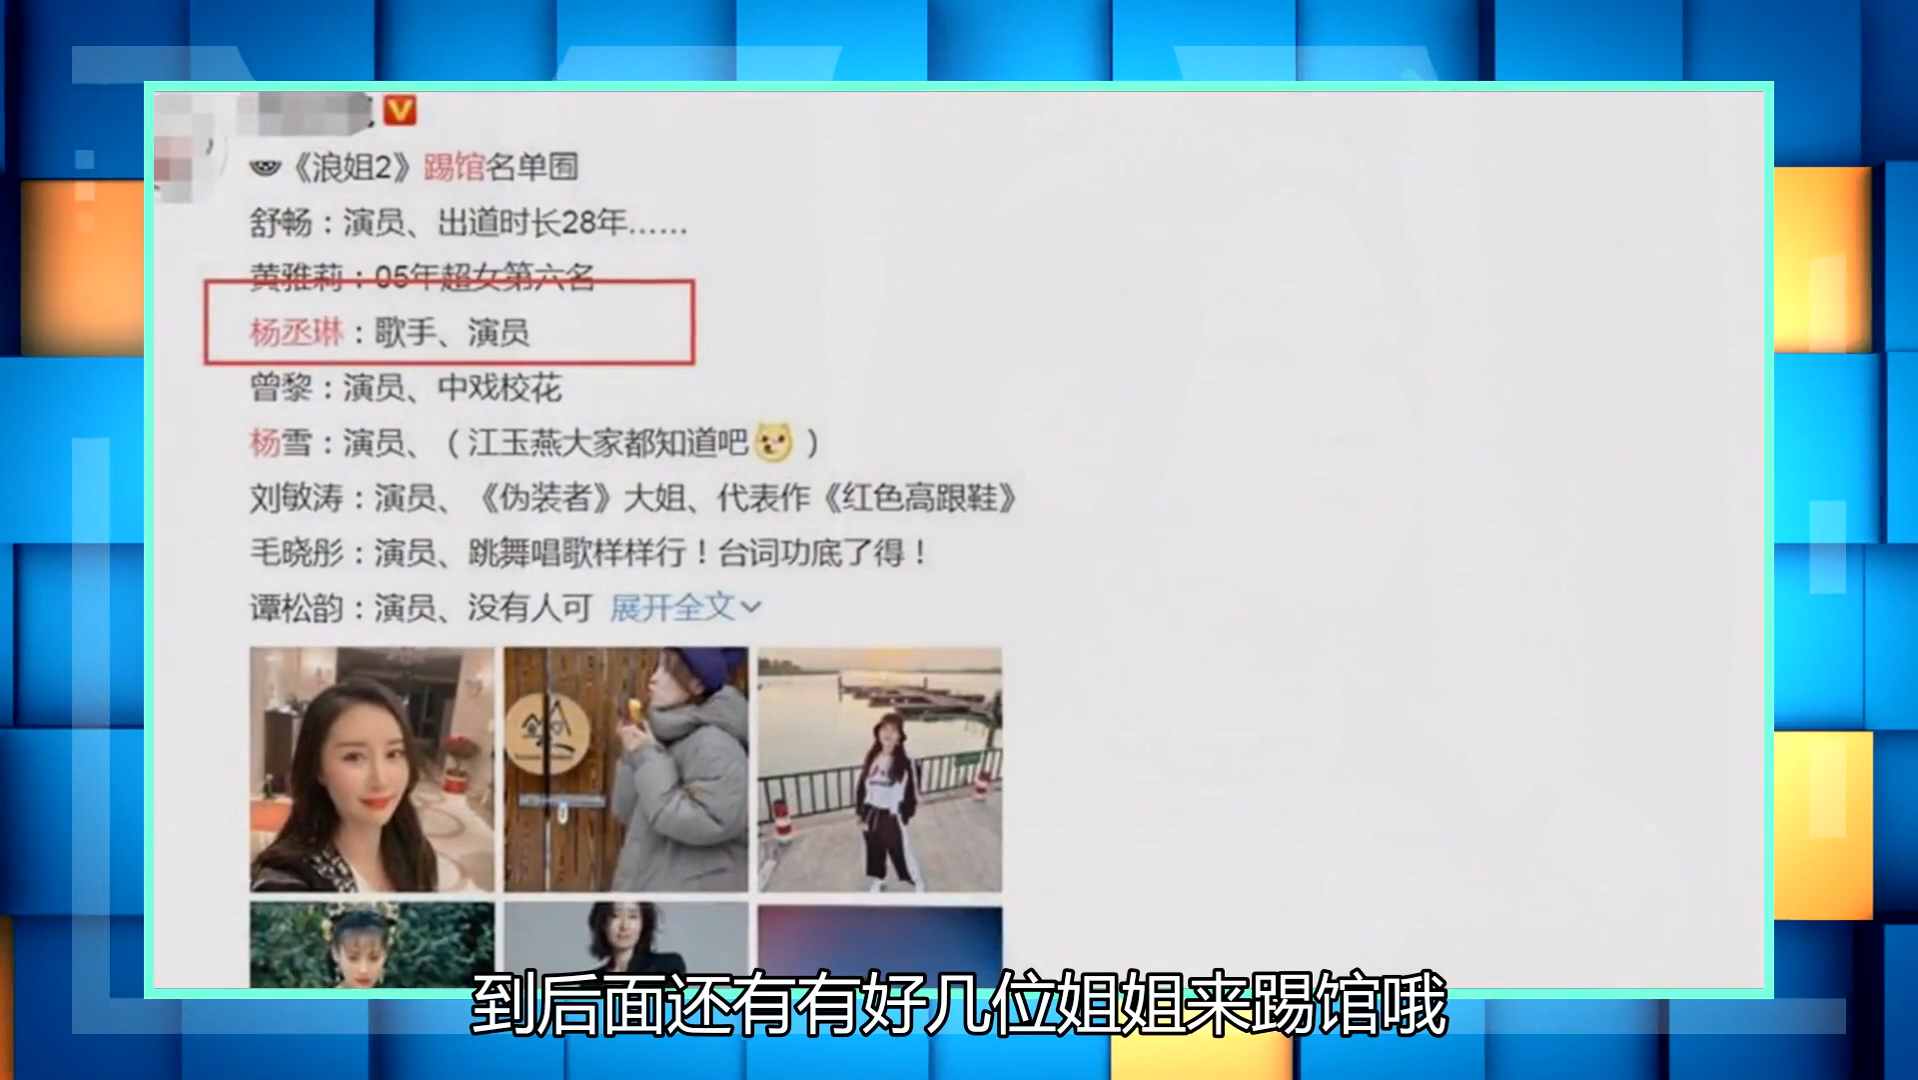 V
《浪姐2》踢馆名单囿
舒畅：演员、出道时长28年……
黄雅莉：05年超女第六名
杨丞琳：歌手、演员
曾黎：演员、中戏校花
杨雪：演员、（江玉燕大家都知道吧）
刘敏涛：演员、《伪装者》大姐、代表作《红色高跟鞋》
毛晓彤：演员、跳舞唱歌样样行！台词功底了得！
谭松韵：演员、没有人可 展开全文
到后面还有有好几位姐姐来踢馆哦